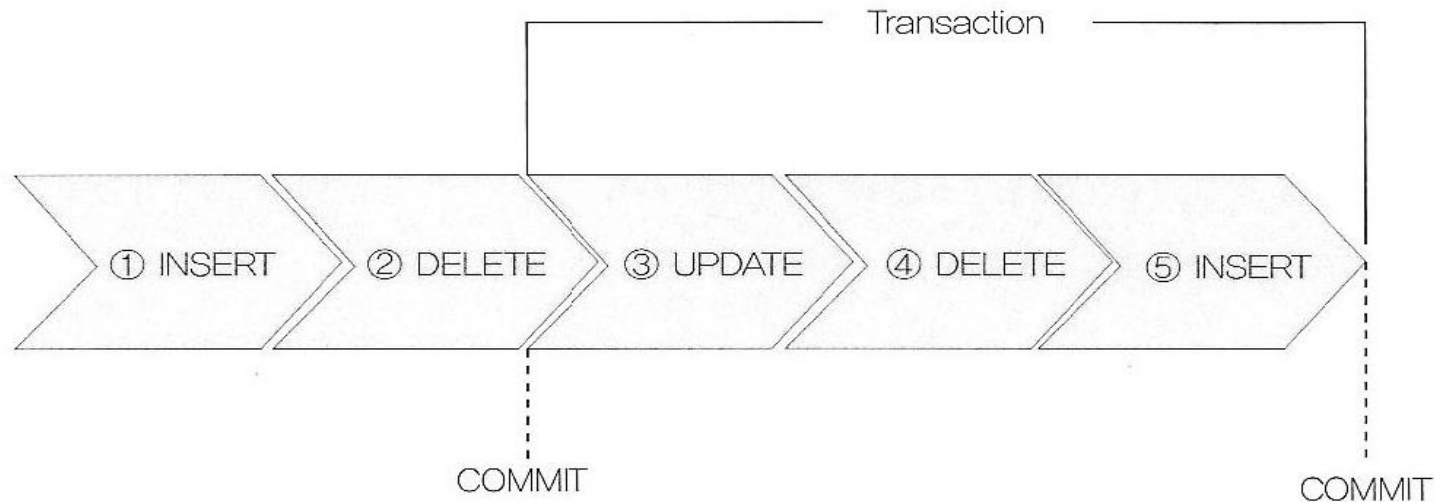 Transaction
① INSERT
② DELETE
③ UPDATE
④ DELETE
⑤ INSERT
COMMIT
COMMIT